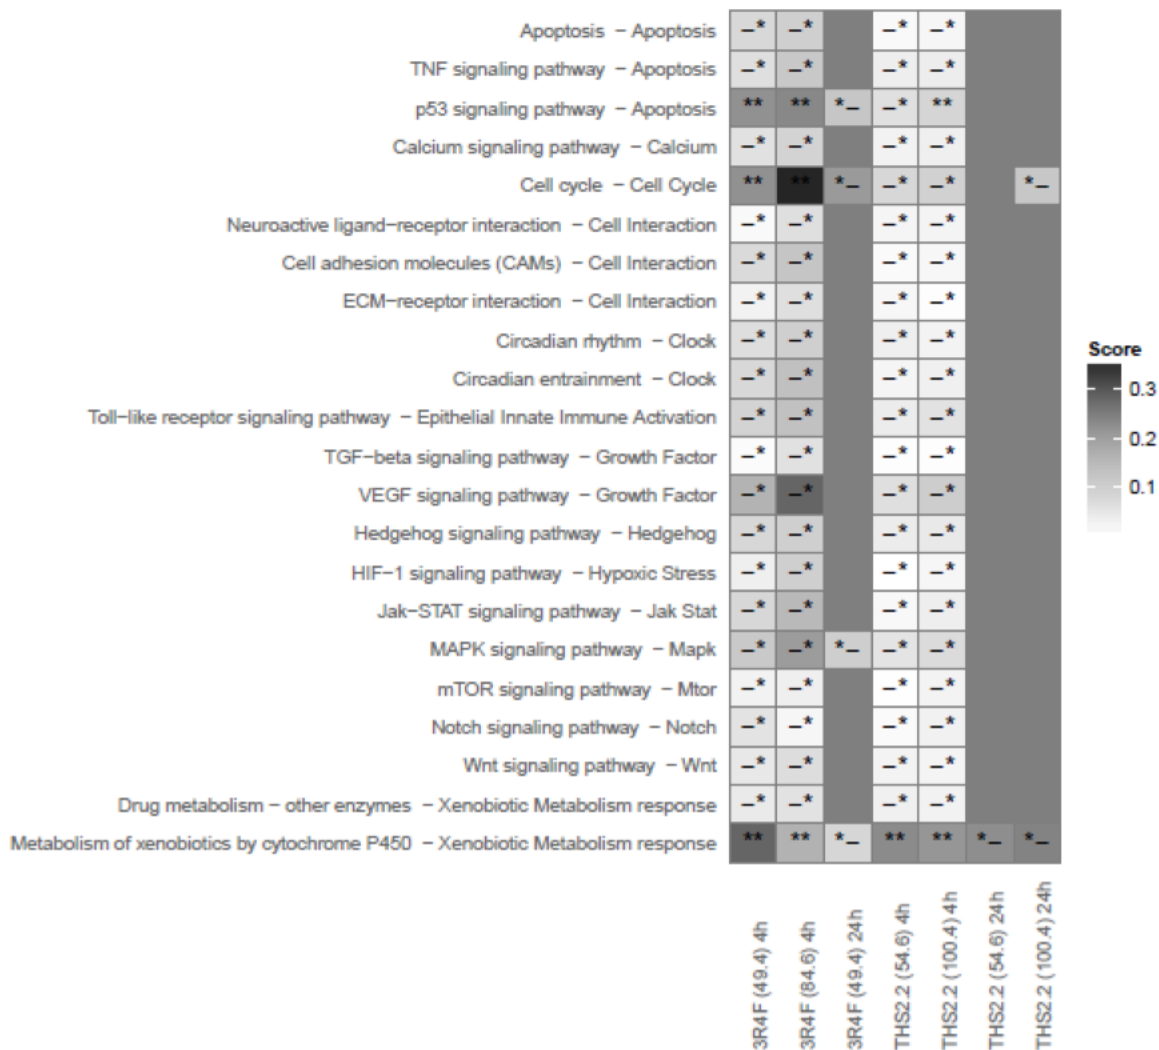 Apoptosis – Apoptosis –* –* –* –*
TNF signaling pathway – Apoptosis –* –* –* –*
p53 signaling pathway – Apoptosis ** ** *– –* **
Calcium signaling pathway – Calcium –* –* –* –*
Cell cycle – Cell Cycle ** ** *– –* –* *–
Neuroactive ligand–receptor interaction – Cell Interaction –* –* –* –*
Cell adhesion molecules (CAMs) – Cell Interaction –* –* –* –*
ECM–receptor interaction – Cell Interaction –* –* –* –*
Circadian rhythm – Clock –* –* –* –*
Circadian entrainment – Clock –* –* –* –*
Toll–like receptor signaling pathway – Epithelial Innate Immune Activation –* –* –* –*
TGF–beta signaling pathway – Growth Factor –* –* –* –*
VEGF signaling pathway – Growth Factor –* –* –* –*
Hedgehog signaling pathway – Hedgehog –* –* –* –*
HIF–1 signaling pathway – Hypoxic Stress –* –* –* –*
Jak–STAT signaling pathway – Jak Stat –* –* –* –*
MAPK signaling pathway – Mapk –* –* *– –* –*
mTOR signaling pathway – Mtor –* –* –* –*
Notch signaling pathway – Notch –* –* –* –*
Wnt signaling pathway – Wnt –* –* –* –*
Drug metabolism – other enzymes – Xenobiotic Metabolism response –* –* –* –*
Metabolism of xenobiotics by cytochrome P450 – Xenobiotic Metabolism response ** ** *– ** ** *– *–
3R4F (49.4) 4h
3R4F (84.6) 4h
3R4F (49.4) 24h
THS2.2 (54.6) 4h
THS2.2 (100.4) 4h
THS2.2 (54.6) 24h
THS2.2 (100.4) 24h
Score
0.3
0.2
0.1